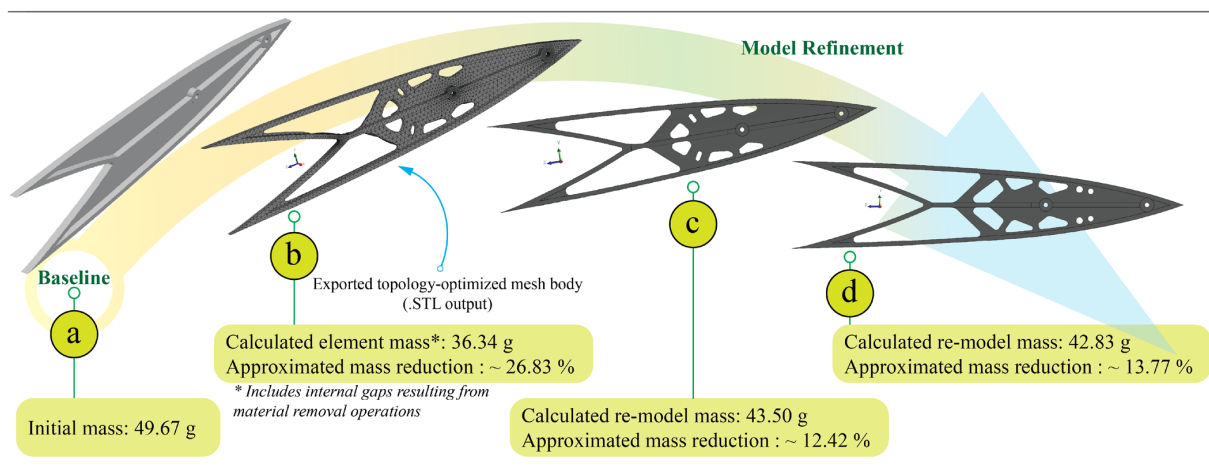 Model Refinement
Baseline
a
b
c
d
Exported topology-optimized mesh body
(.STL output)
Initial mass: 49.67 g
Calculated element mass*: 36.34 g
Approximated mass reduction : ~ 26.83 %
* Includes internal gaps resulting from
material removal operations
Calculated re-model mass: 43.50 g
Approximated mass reduction : ~ 12.42 %
Calculated re-model mass: 42.83 g
Approximated mass reduction : ~ 13.77 %